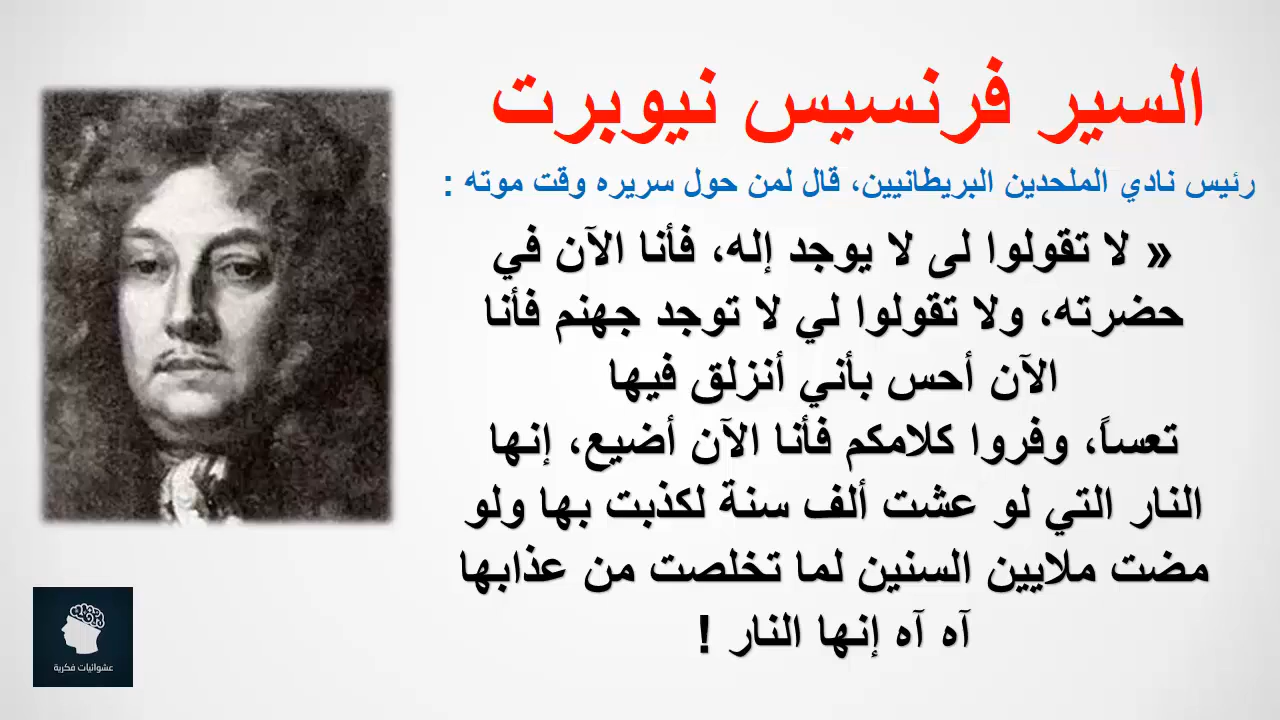 السير فرنسيس نيوبرت
رئيس نادي الملحدين البريطانيين، قال لمن حول سريره وقت موته :
« لا تقولوا لى لا يوجد إله، فأنا الآن في
حضرته، ولا تقولوا لي لا توجد جهنم فأنا
الآن أحس بأني أنزلق فيها
تعساً، وفروا كلامكم فأنا الآن أضيع، إنها
النار التي لو عشت ألف سنة لكذبت بها ولو
مضت ملايين السنين لما تخلصت من عذابها
آه آه إنها النار !
عشوائيات فكرية